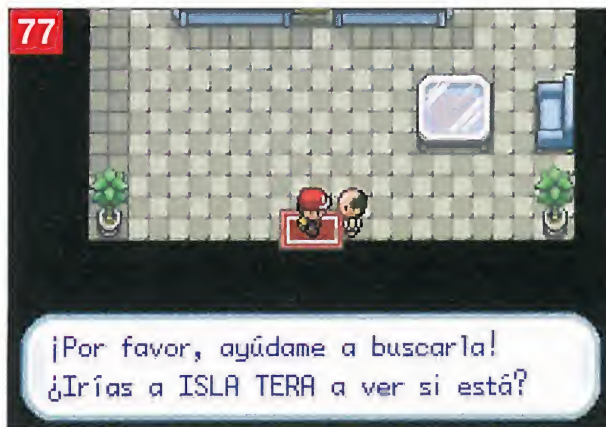 77
¡Por favor, ayúdame a buscarla!
¿Irías a ISLA TERA a ver si está?